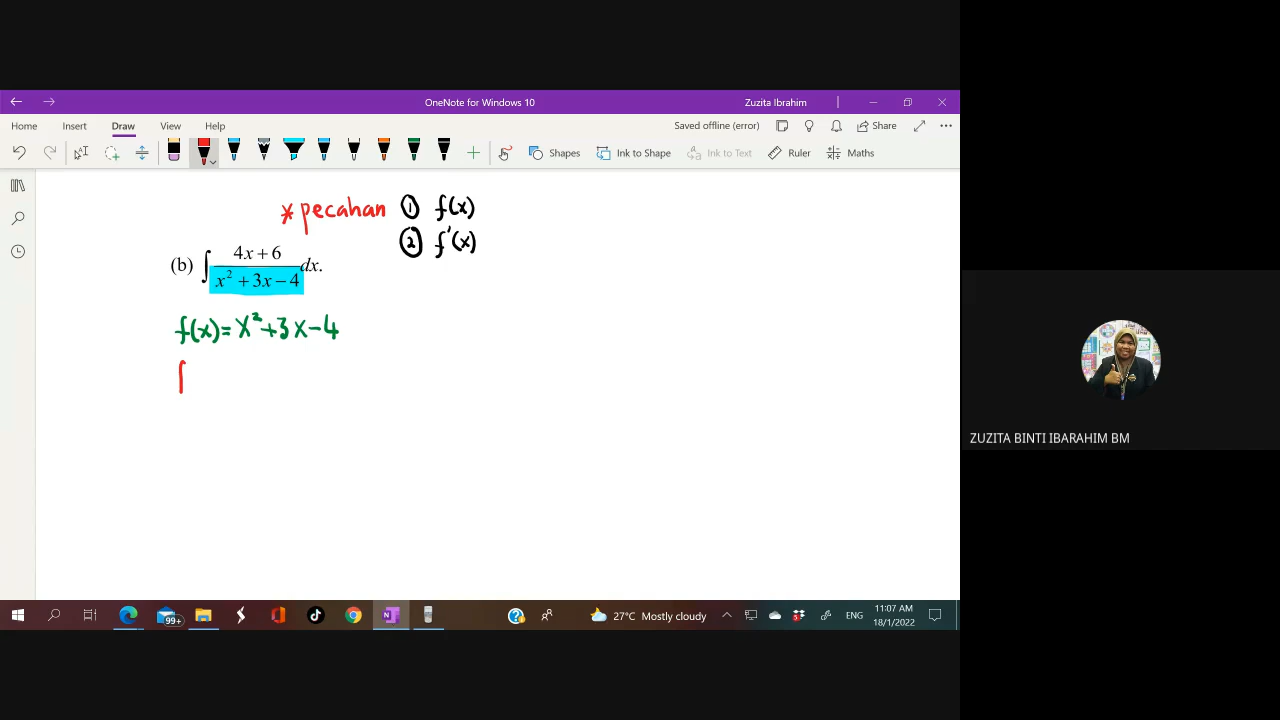 OneNote for Windows 10
Zuzita Ibrahim
Home Insert Draw View Help
Saved offline (error)
Share
Shapes Ink to Shape Ink to Text Ruler Maths
* pecahan ① f(x)
② f'(x)
(b) ∫ (4x + 6)/(x² + 3x − 4) dx.
f(x) = x² + 3x − 4
∫
ZUZITA BINTI IBARAHIM BM
99+
27°C Mostly cloudy
ENG
11:07 AM
18/1/2022